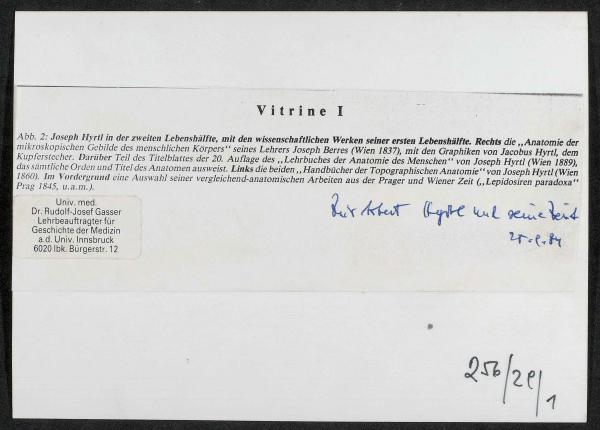 Vitrine I
Abb. 2: Joseph Hyrtl in der zweiten Lebenshälfte, mit den wissenschaftlichen Werken seiner ersten Lebenshälfte. Rechts die „Anatomie der
mikroskopischen Gebilde des menschlichen Körpers“ seines Lehrers Joseph Berres (Wien 1837), mit den Graphiken von Jacobus Hyrtl, dem
Kupferstecher. Darüber Teil des Titelblattes der 20. Auflage des „Lehrbuches der Anatomie des Menschen“ von Joseph Hyrtl (Wien 1889),
das sämtliche Orden und Titel des Anatomen ausweist. Links die beiden „Handbücher der Topographischen Anatomie“ von Joseph Hyrtl (Wien
1860). Im Vordergrund eine Auswahl seiner vergleichend-anatomischen Arbeiten aus der Prager und Wiener Zeit („Lepidosiren paradoxa“
Prag 1845, u.a.m.).
Univ. med.
Dr. Rudolf-Josef Gasser
Lehrbeauftragter für
Geschichte der Medizin
a.d. Univ. Innsbruck
6020 Ibk. Bürgerstr. 12
Hyrtl und seine Zeit
256/29/1